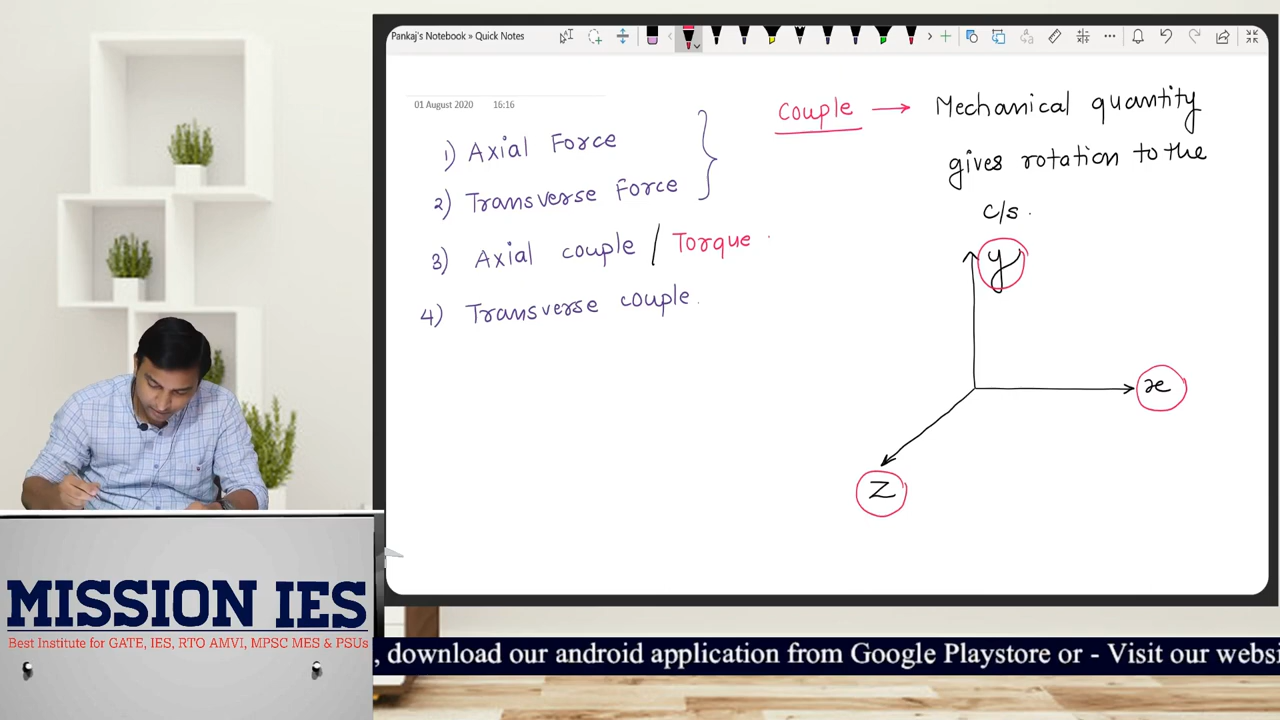 Pankaj's Notebook » Quick Notes
01 August 2020 16:16
1) Axial Force
2) Transverse Force
3) Axial couple / Torque
4) Transverse couple.
Couple → Mechanical quantity
gives rotation to the
c/s.
y
x
z
MISSION IES
Best Institute for GATE, IES, RTO AMVI, MPSC MES & PSUs
, download our android application from Google Playstore or - Visit our websi